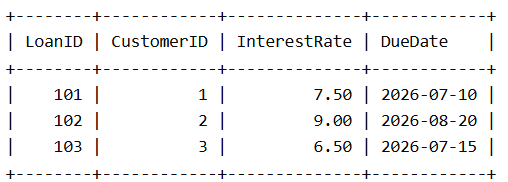 +--------+------------+--------------+------------+
| LoanID | CustomerID | InterestRate | DueDate    |
+--------+------------+--------------+------------+
|    101 |          1 |         7.50 | 2026-07-10 |
|    102 |          2 |         9.00 | 2026-08-20 |
|    103 |          3 |         6.50 | 2026-07-15 |
+--------+------------+--------------+------------+